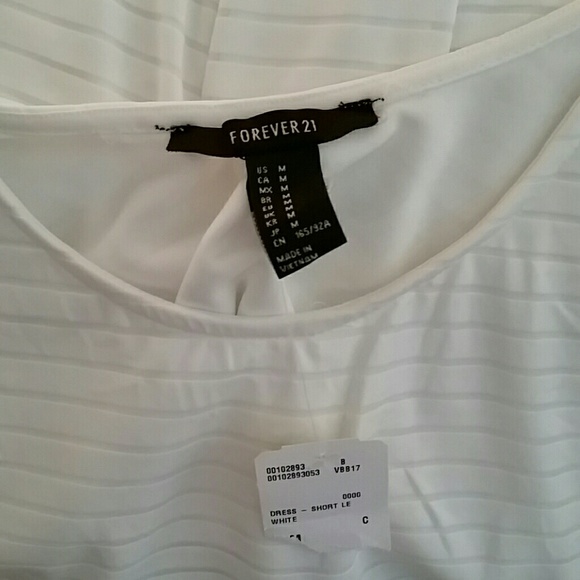 FOREVER 21
US M
CA M
MX M
BR M
EU M
UK M
KR M
JP M
CN 165/92A
MADE IN
VIETNAM
00102893 B
00102893053 VB817
0006
DRESS - SHORT LE
WHITE C